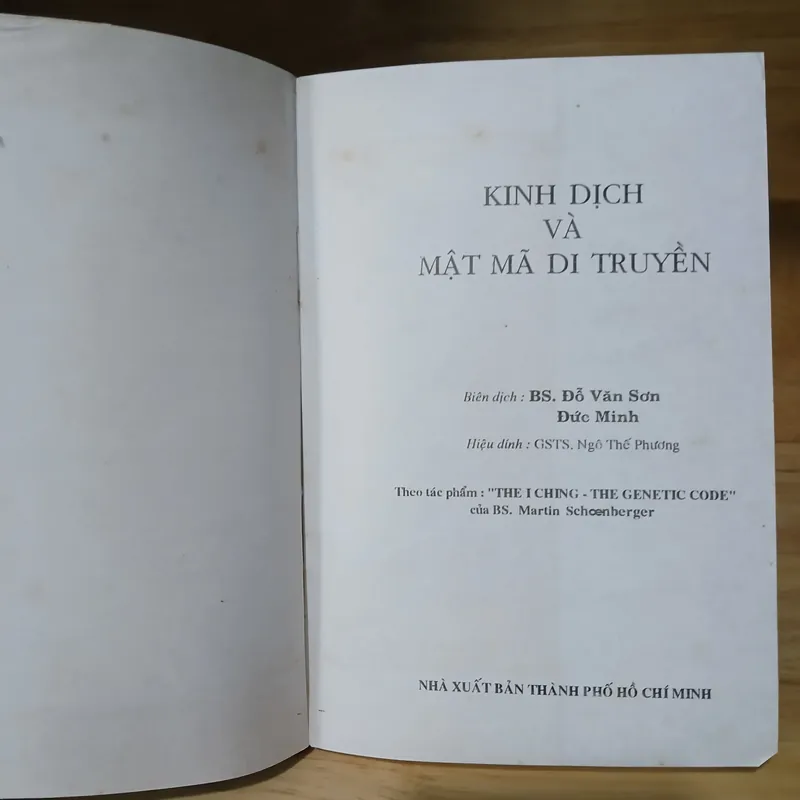 KINH DỊCH
VÀ
MẬT MÃ DI TRUYỀN
Biên dịch : BS. Đỗ Văn Sơn
Đức Minh
Hiệu dính : GSTS. Ngô Thế Phương
Theo tác phẩm : "THE I CHING - THE GENETIC CODE"
của BS. Martin Schœnberger
NHÀ XUẤT BẢN THÀNH PHỐ HỒ CHÍ MINH